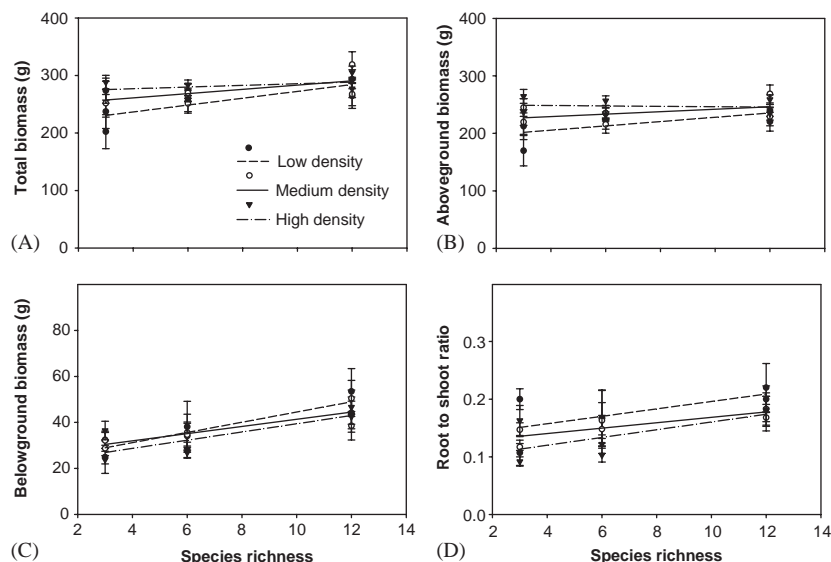 400
300
200
100
0
Total biomass (g)
Low density
Medium density
High density
(A)
400
300
200
100
0
Aboveground biomass (g)
(B)
80
60
40
20
0
Belowground biomass (g)
2 4 6 8 10 12 14
Species richness
(C)
0.3
0.2
0.1
0.0
Root to shoot ratio
2 4 6 8 10 12 14
Species richness
(D)